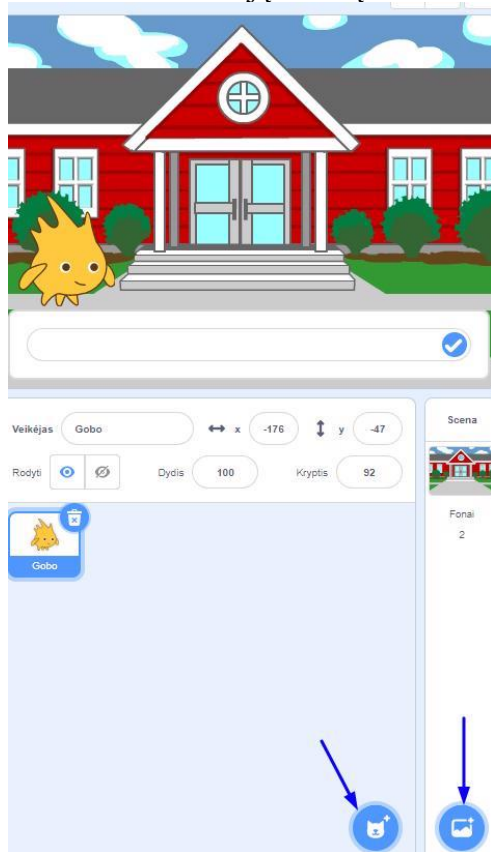 Veikėjas Gobo x -176 y -47
Rodyti Dydis 100 Kryptis 92
Gobo
Scena
Fonai
2